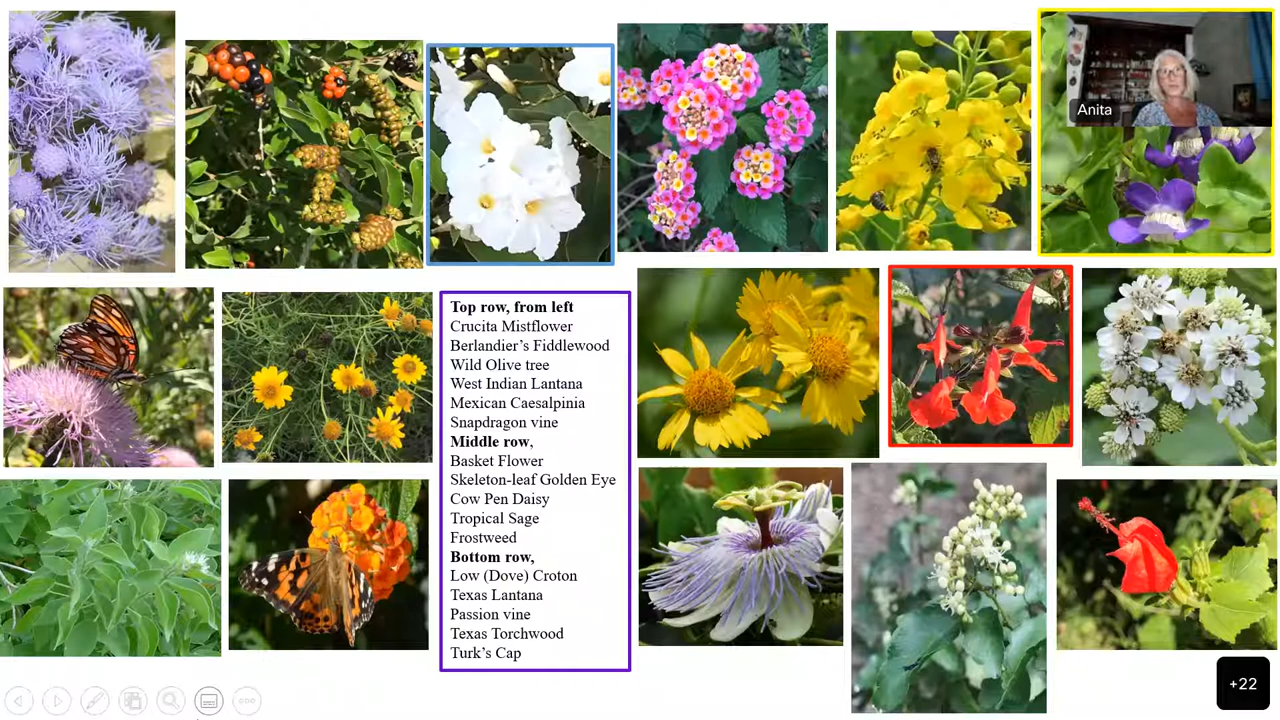 Anita
Top row, from left
Crucita Mistflower
Berlandier's Fiddlewood
Wild Olive tree
West Indian Lantana
Mexican Caesalpinia
Snapdragon vine
Middle row,
Basket Flower
Skeleton-leaf Golden Eye
Cow Pen Daisy
Tropical Sage
Frostweed
Bottom row,
Low (Dove) Croton
Texas Lantana
Passion vine
Texas Torchwood
Turk's Cap
+22